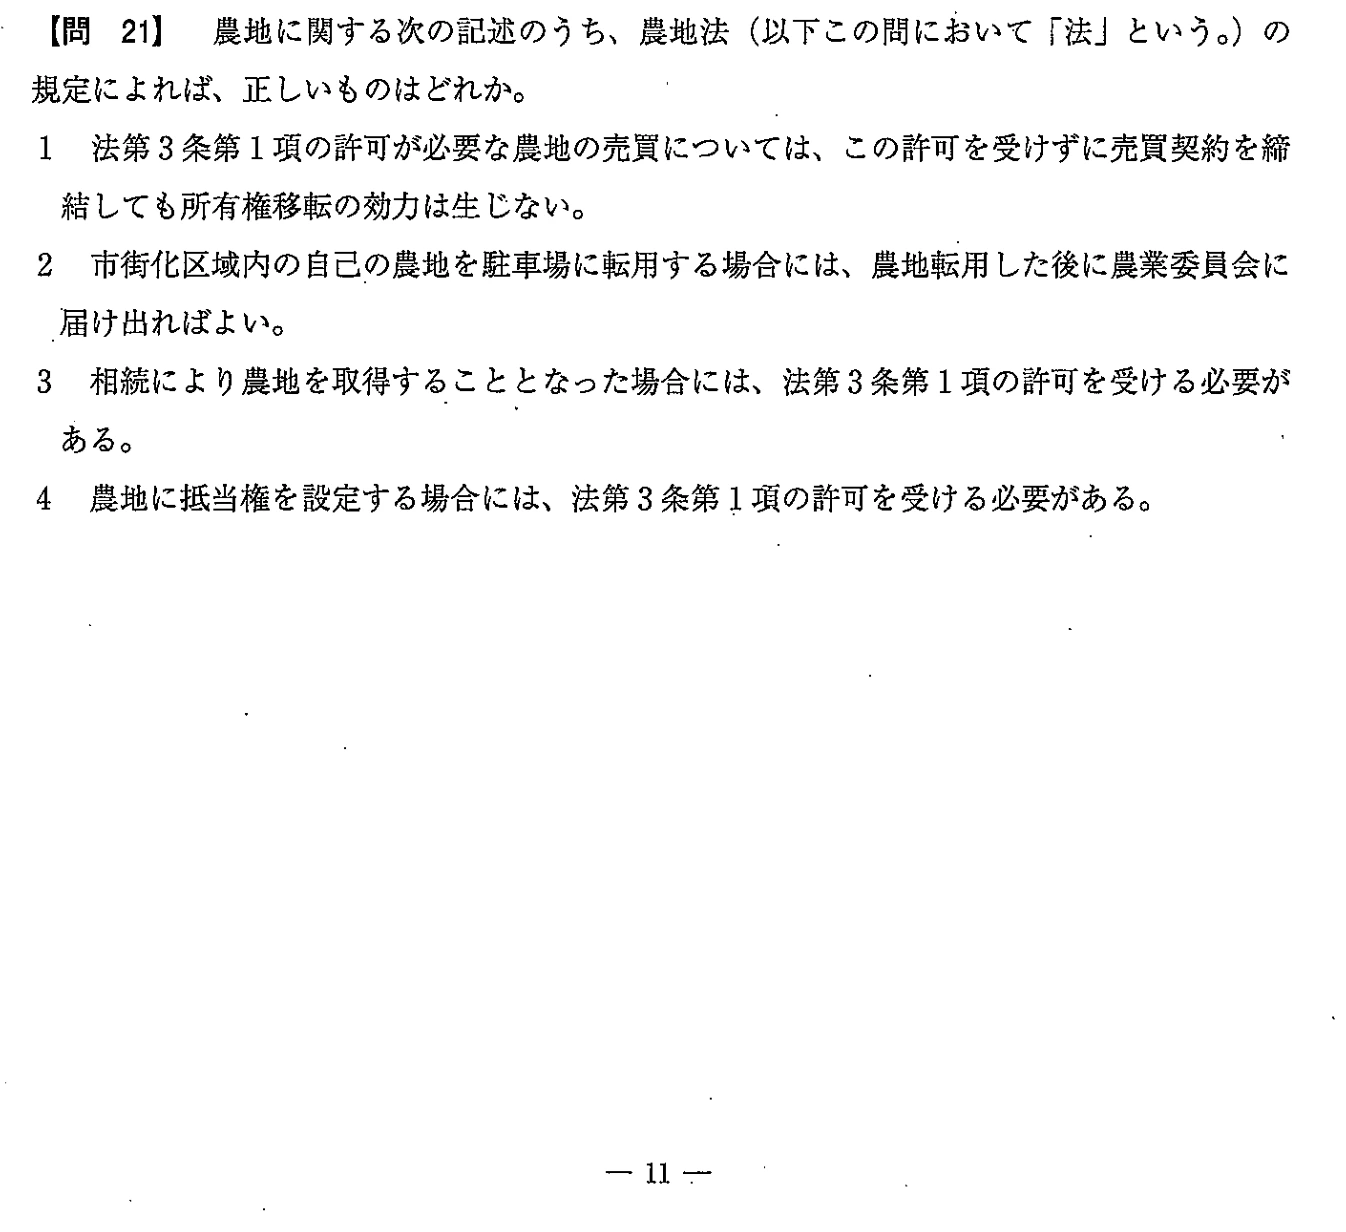 【問　21】　農地に関する次の記述のうち、農地法（以下この問において「法」という。）の
規定によれば、正しいものはどれか。
1　法第3条第1項の許可が必要な農地の売買については、この許可を受けずに売買契約を締
結しても所有権移転の効力は生じない。
2　市街化区域内の自己の農地を駐車場に転用する場合には、農地転用した後に農業委員会に
届け出ればよい。
3　相続により農地を取得することとなった場合には、法第3条第1項の許可を受ける必要が
ある。
4　農地に抵当権を設定する場合には、法第3条第1項の許可を受ける必要がある。
― 11 ―